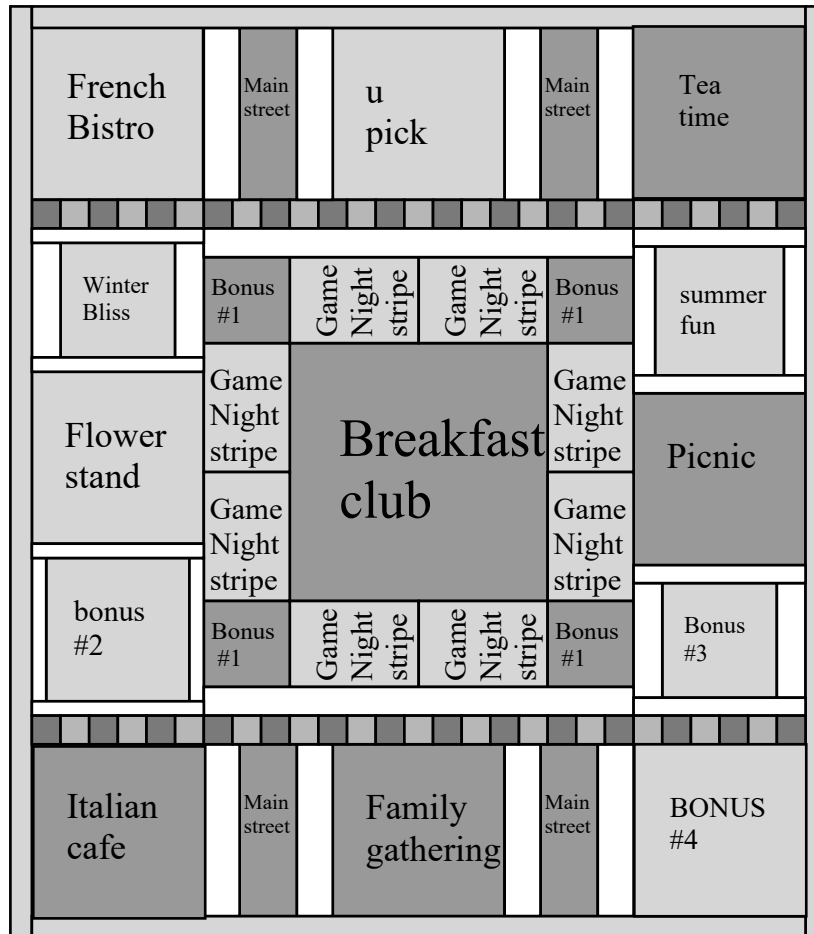 French
Bistro
Main
street
u
pick
Main
street
Tea
time
Winter
Bliss
Bonus
#1
Game
Night
stripe
Game
Night
stripe
Bonus
#1
summer
fun
Game
Night
stripe
Game
Night
stripe
Flower
stand
Breakfast
club
Picnic
Game
Night
stripe
Game
Night
stripe
bonus
#2
Bonus
#1
Game
Night
stripe
Game
Night
stripe
Bonus
#1
Bonus
#3
Italian
cafe
Main
street
Family
gathering
Main
street
BONUS
#4